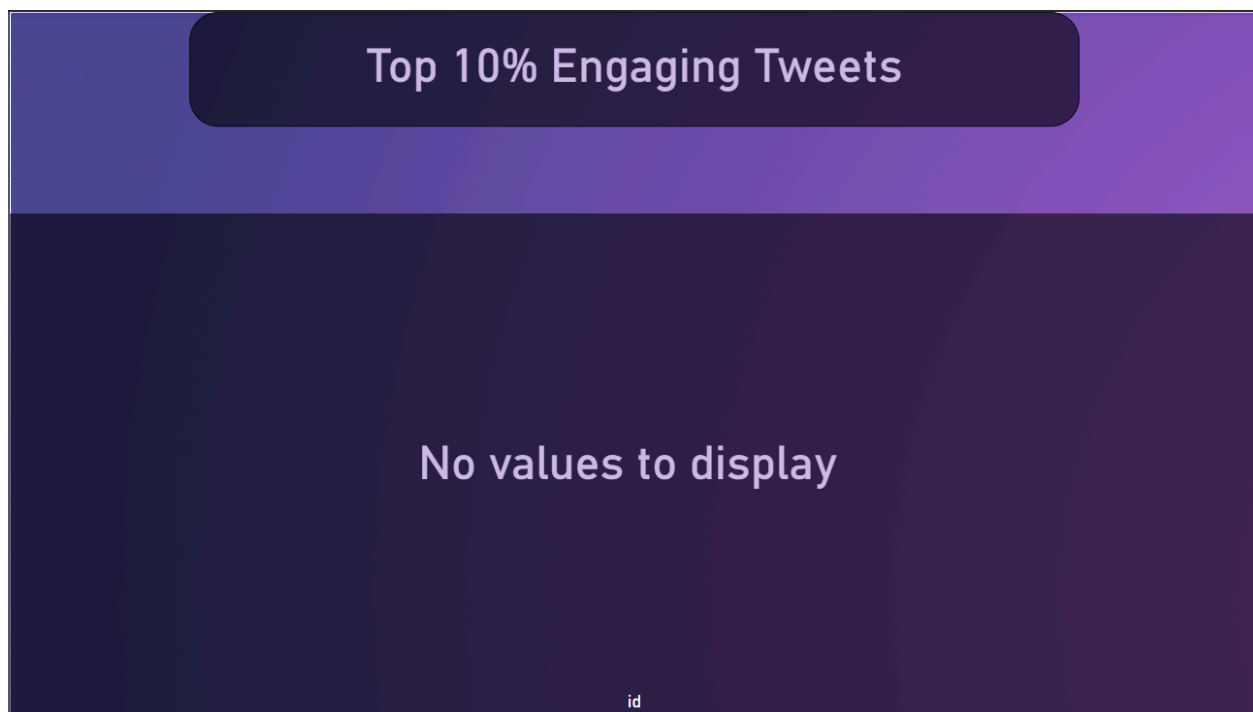 Top 10% Engaging Tweets
No values to display
id